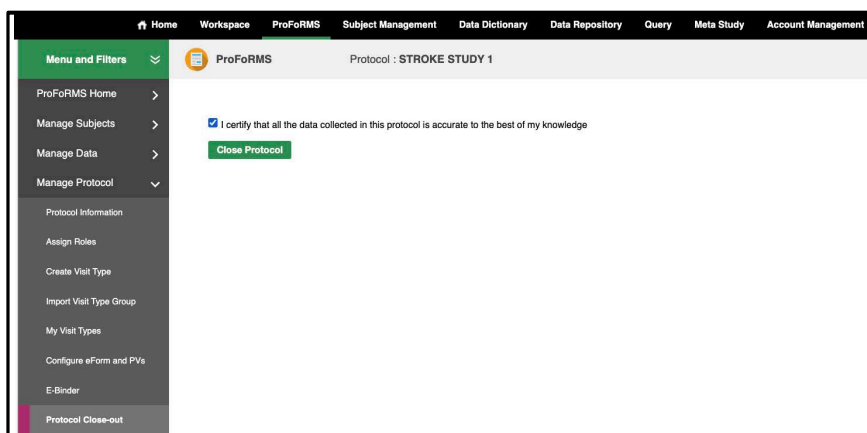 Home Workspace ProFoRMS Subject Management Data Dictionary Data Repository Query Meta Study Account Management
Menu and Filters
ProFoRMS Protocol : STROKE STUDY 1
ProFoRMS Home
Manage Subjects
Manage Data
Manage Protocol
Protocol Information
Assign Roles
Create Visit Type
Import Visit Type Group
My Visit Types
Configure eForm and PVs
E-Binder
Protocol Close-out
I certify that all the data collected in this protocol is accurate to the best of my knowledge
Close Protocol